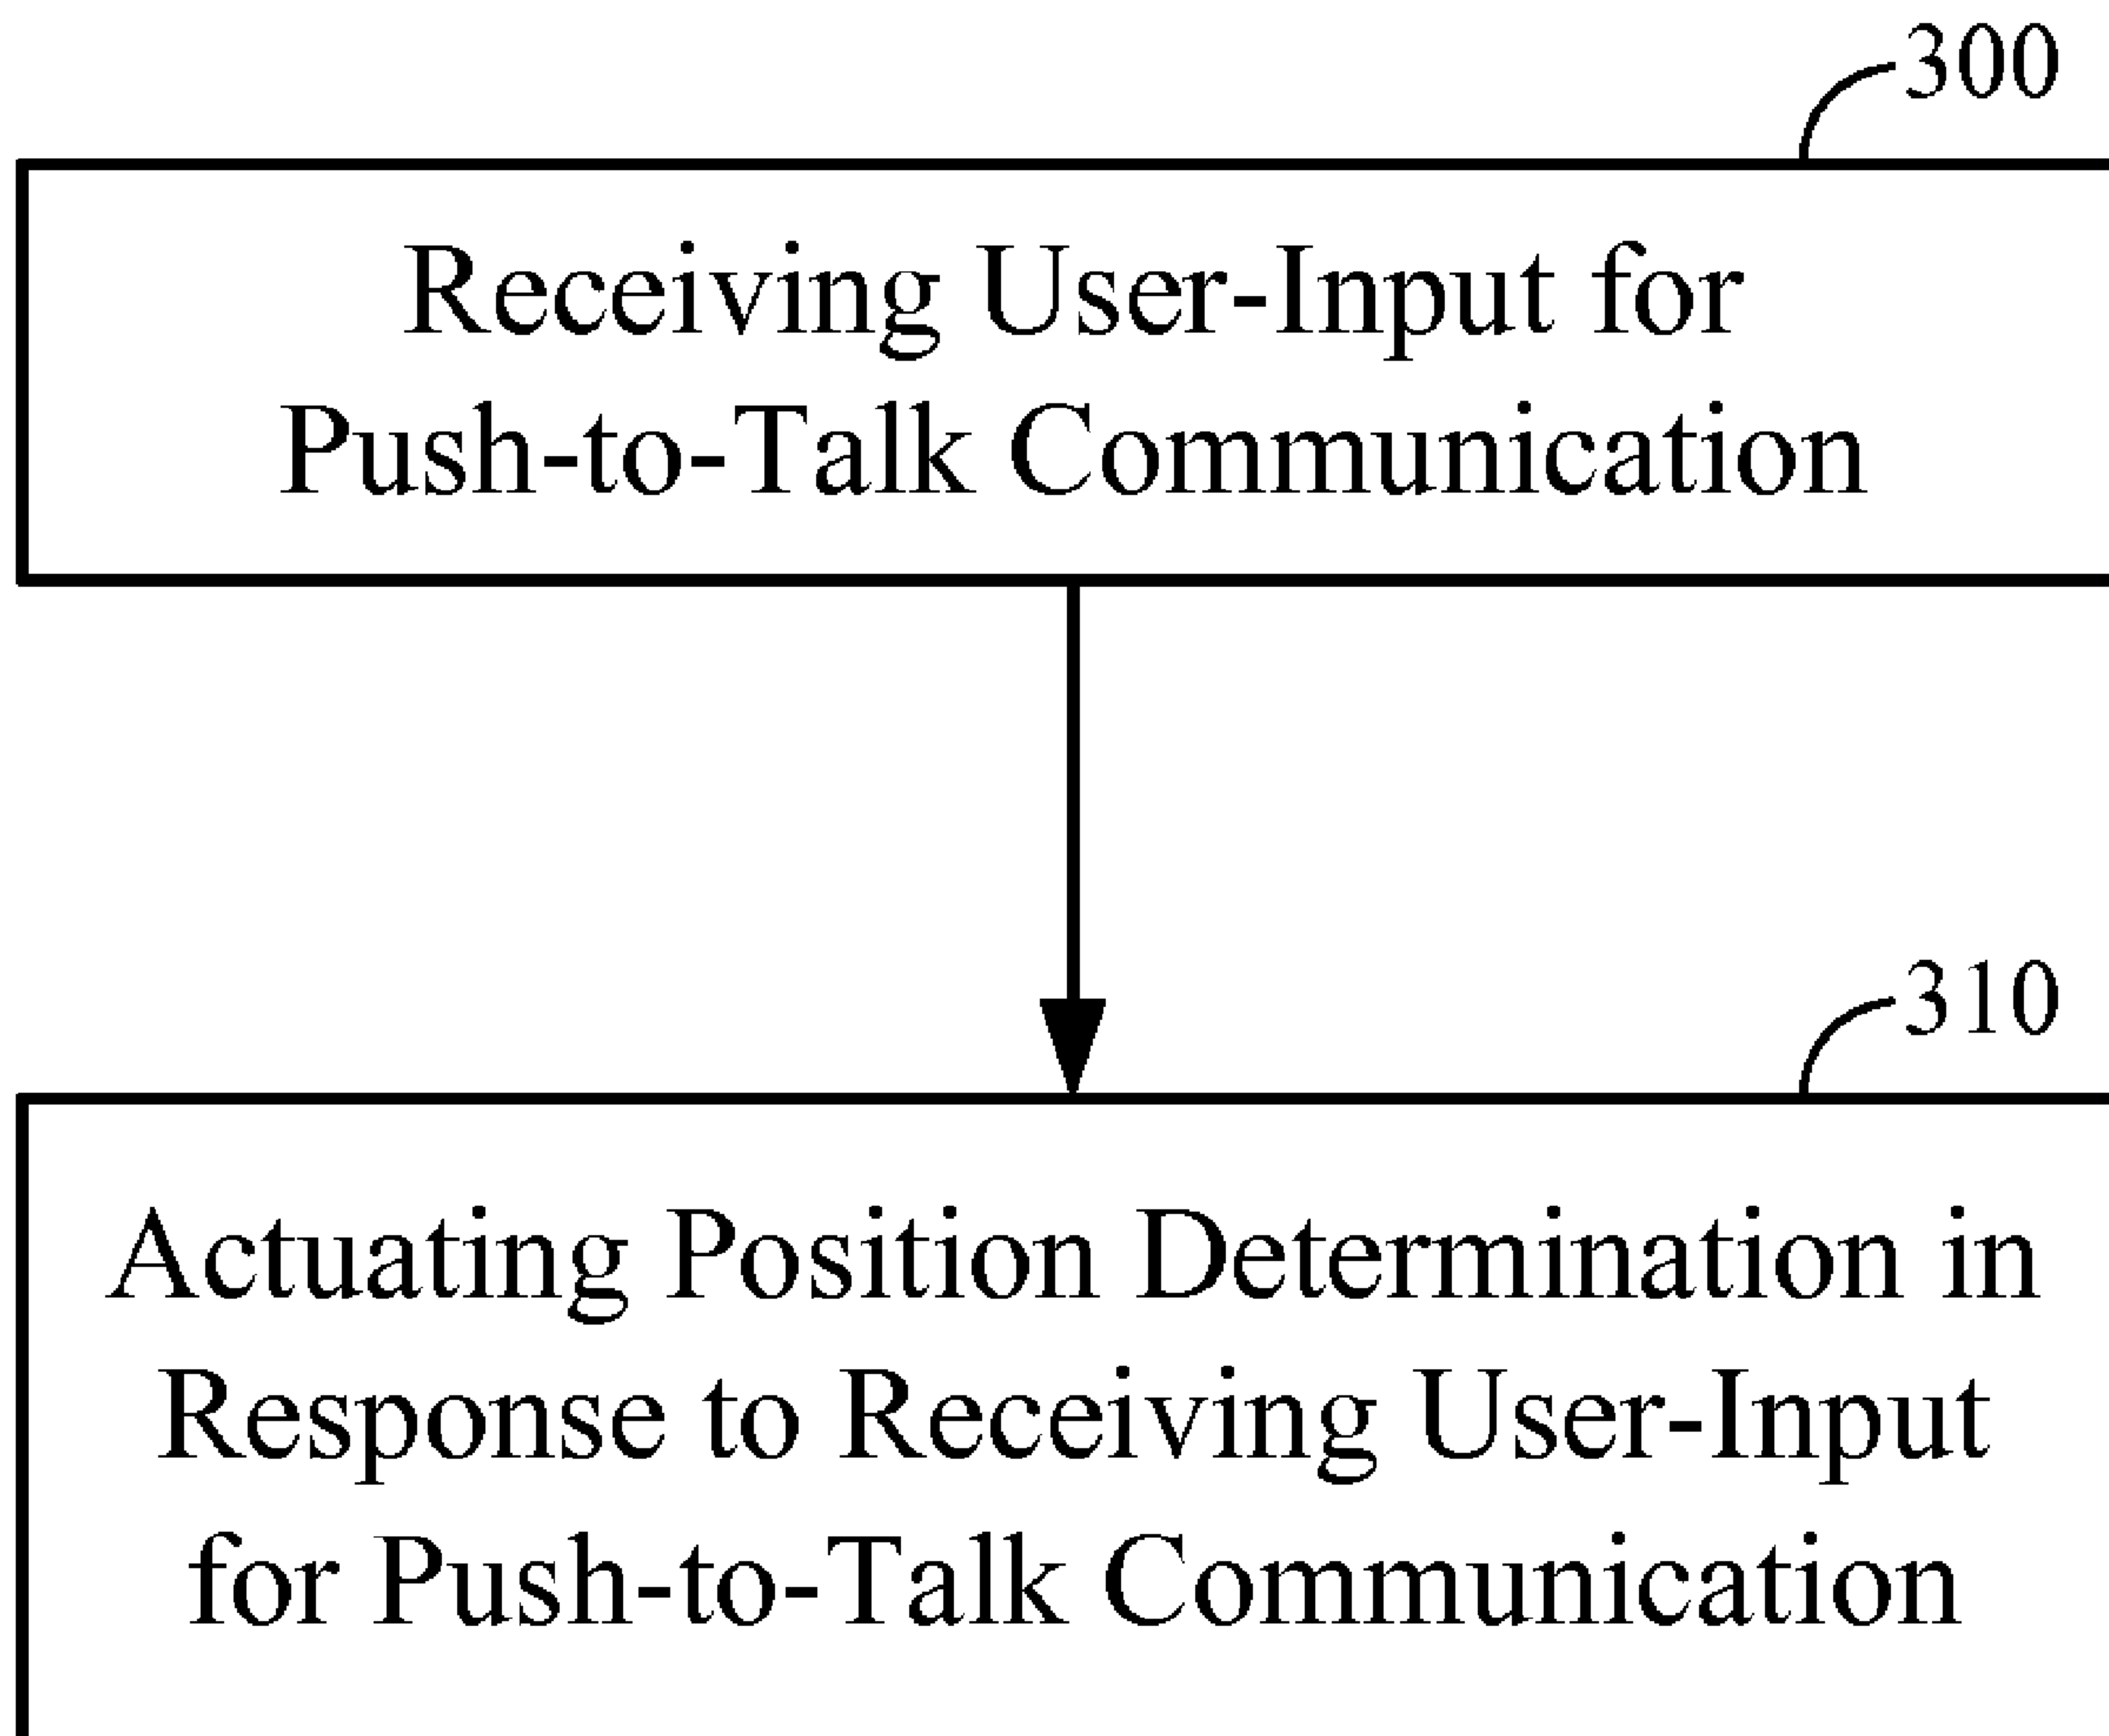 300
Receiving User-Input for
Push-to-Talk Communication
310
Actuating Position Determination in
Response to Receiving User-Input
for Push-to-Talk Communication